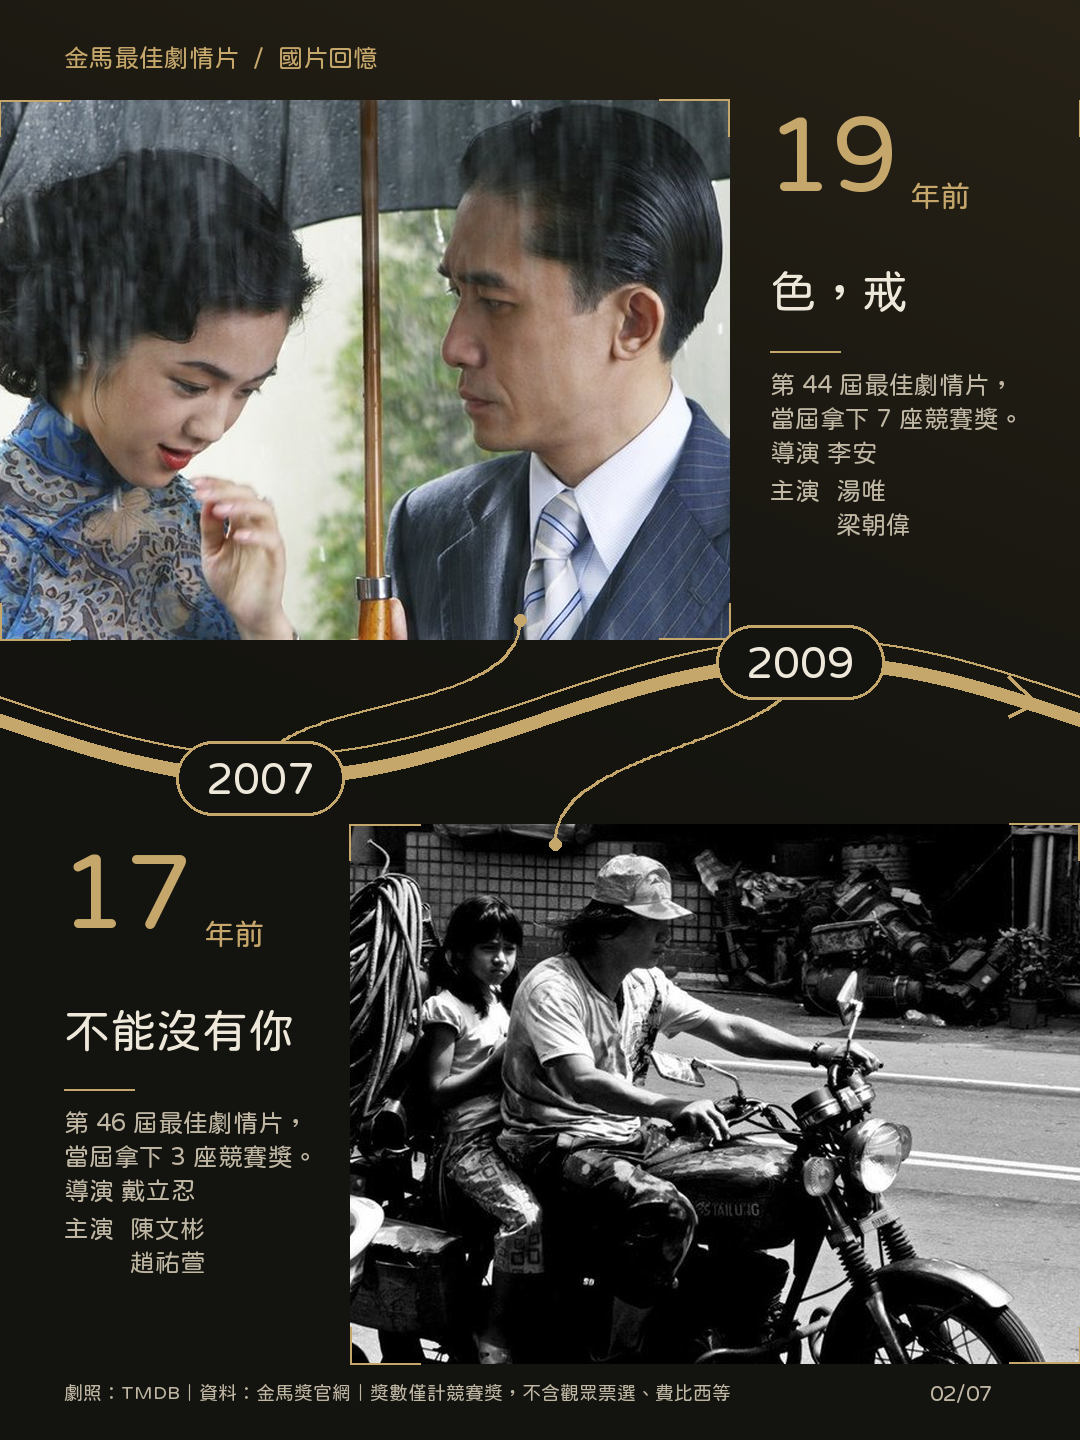 金馬最佳劇情片 / 國片回憶
19 年前
色，戒
第 44 屆最佳劇情片，
當屆拿下 7 座競賽獎。
導演 李安
主演 湯唯
梁朝偉
2009
2007
17 年前
不能沒有你
第 46 屆最佳劇情片，
當屆拿下 3 座競賽獎。
導演 戴立忍
主演 陳文彬
趙祐萱
TAILUNG
劇照：TMDB｜資料：金馬獎官網｜獎數僅計競賽獎，不含觀眾票選、費比西等
02/07